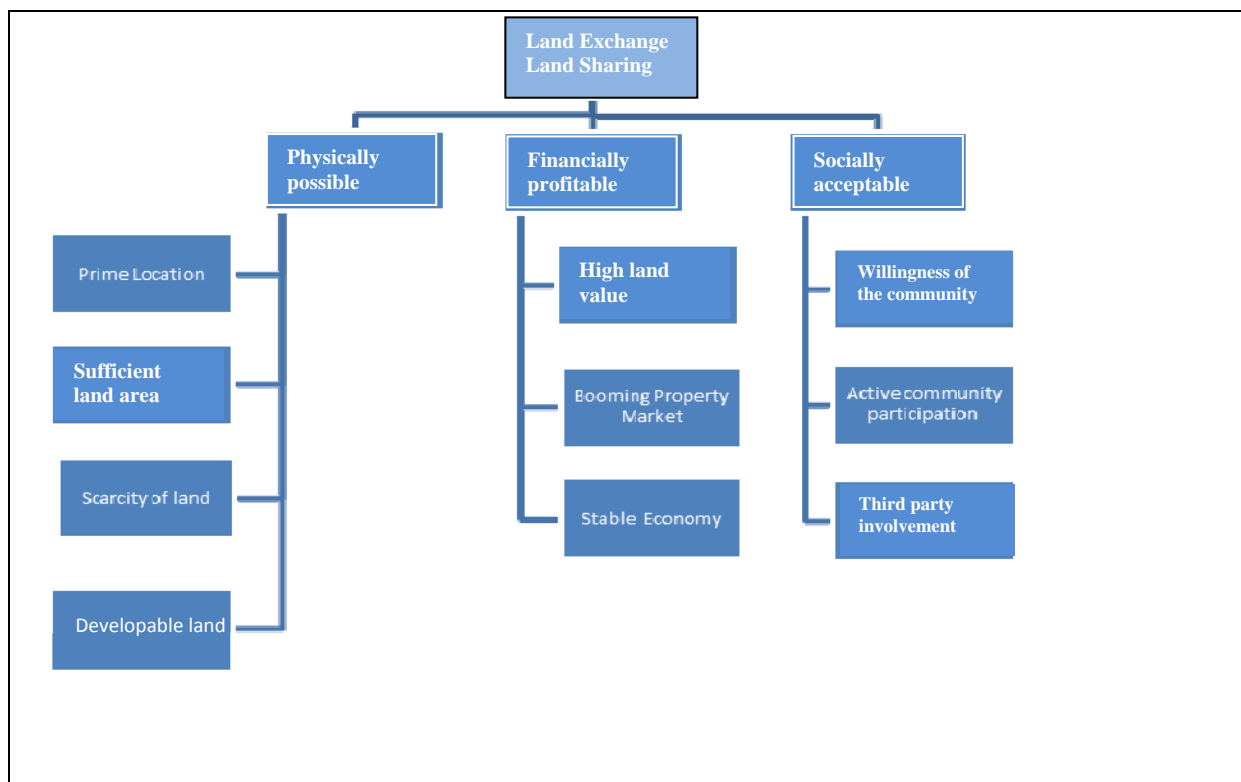 Land Exchange
Land Sharing
Physically
possible
Financially
profitable
Socially
acceptable
Prime Location
Sufficient
land area
Scarcity of land
Developable land
High land
value
Booming Property
Market
Stable Economy
Willingness of
the community
Active community
participation
Third party
involvement